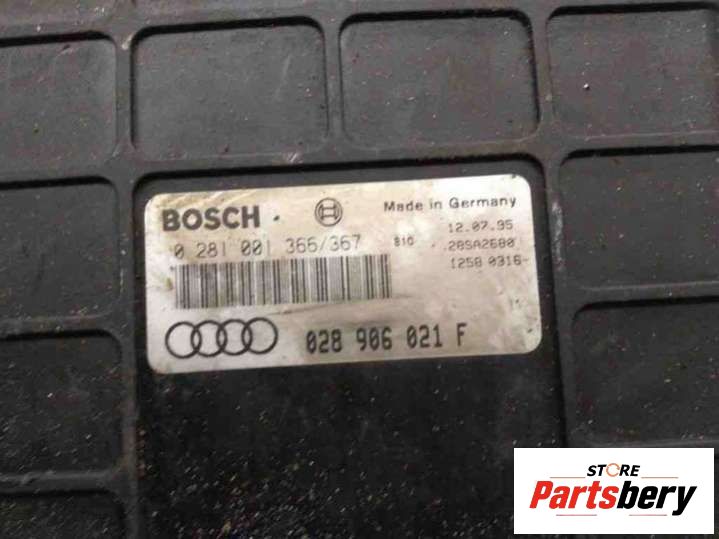 BOSCH
Made in Germany
0 281 001 366/367
12.07.95
810
28SA2680
1258 0316-
028 906 021 F
STORE
Partsbery